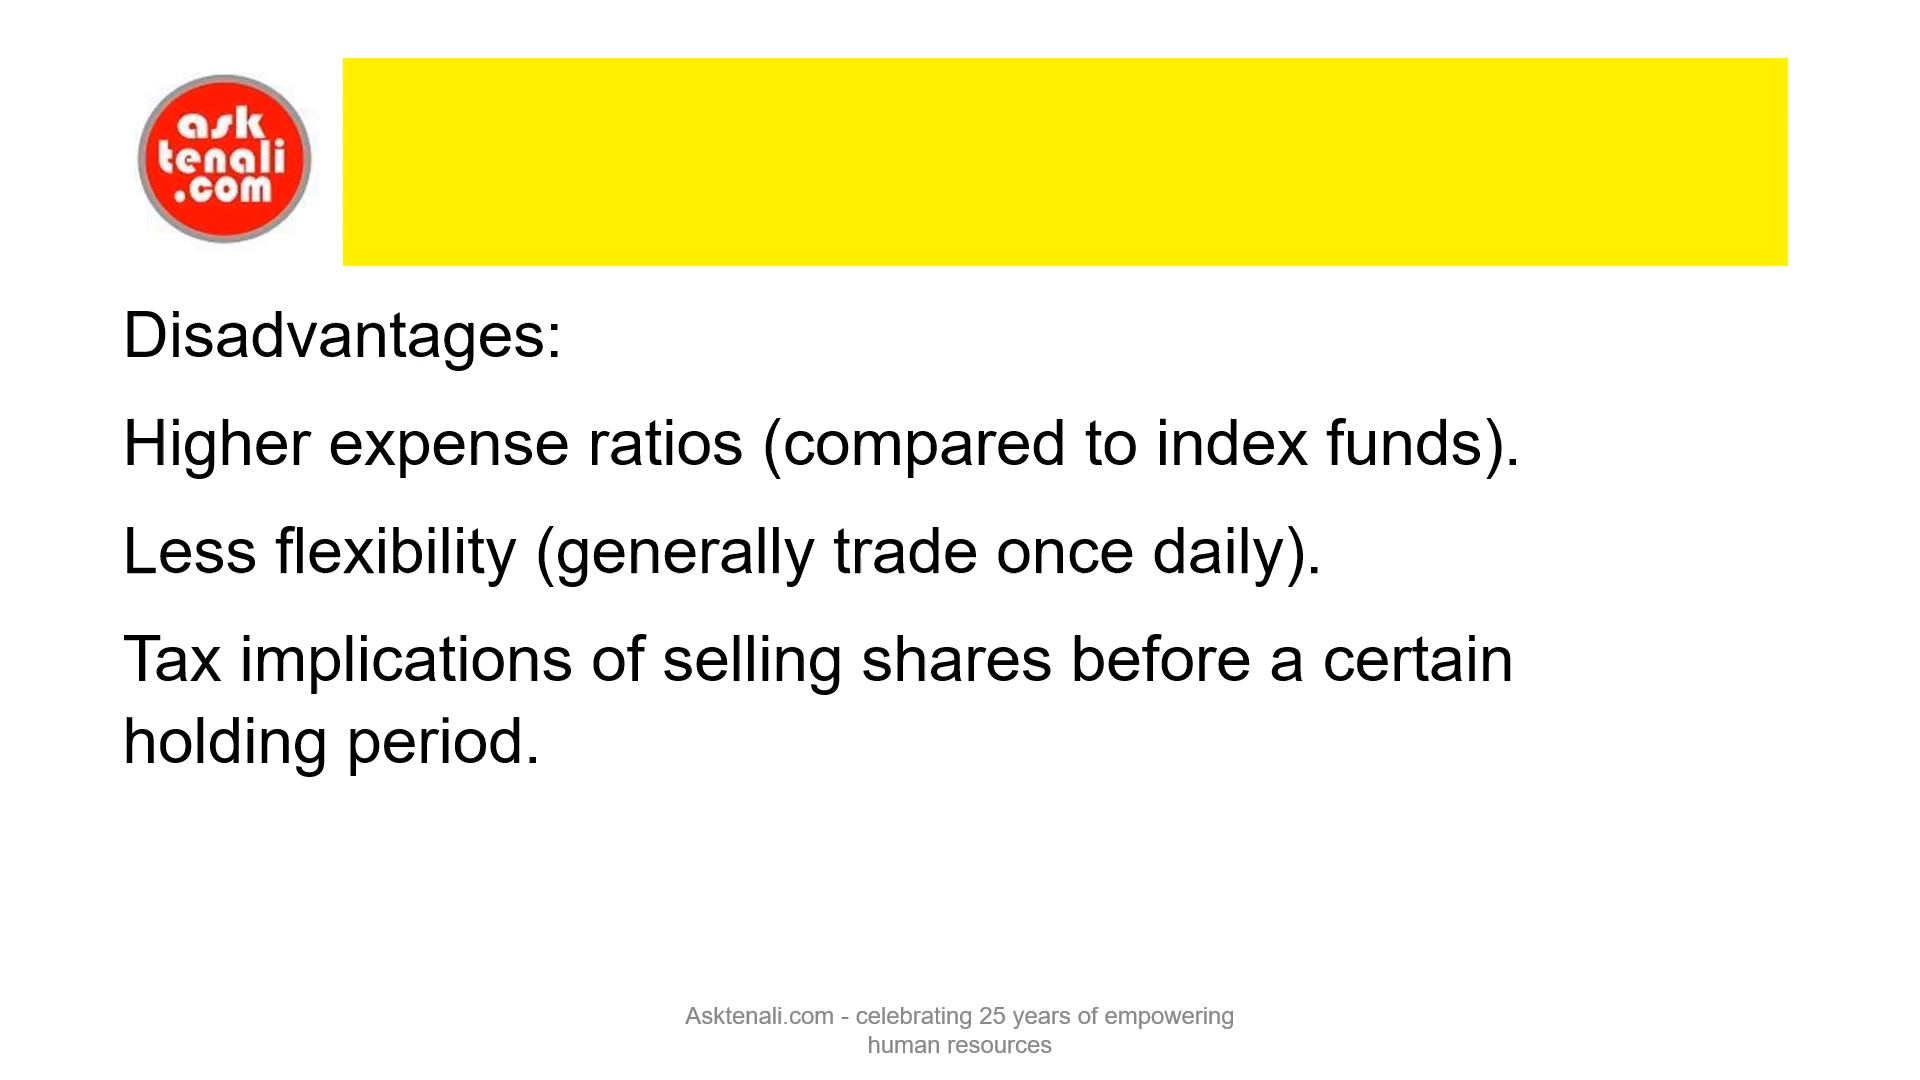 ask
tenali
.com
Disadvantages:
Higher expense ratios (compared to index funds).
Less flexibility (generally trade once daily).
Tax implications of selling shares before a certain
holding period.
Asktenali.com - celebrating 25 years of empowering
human resources